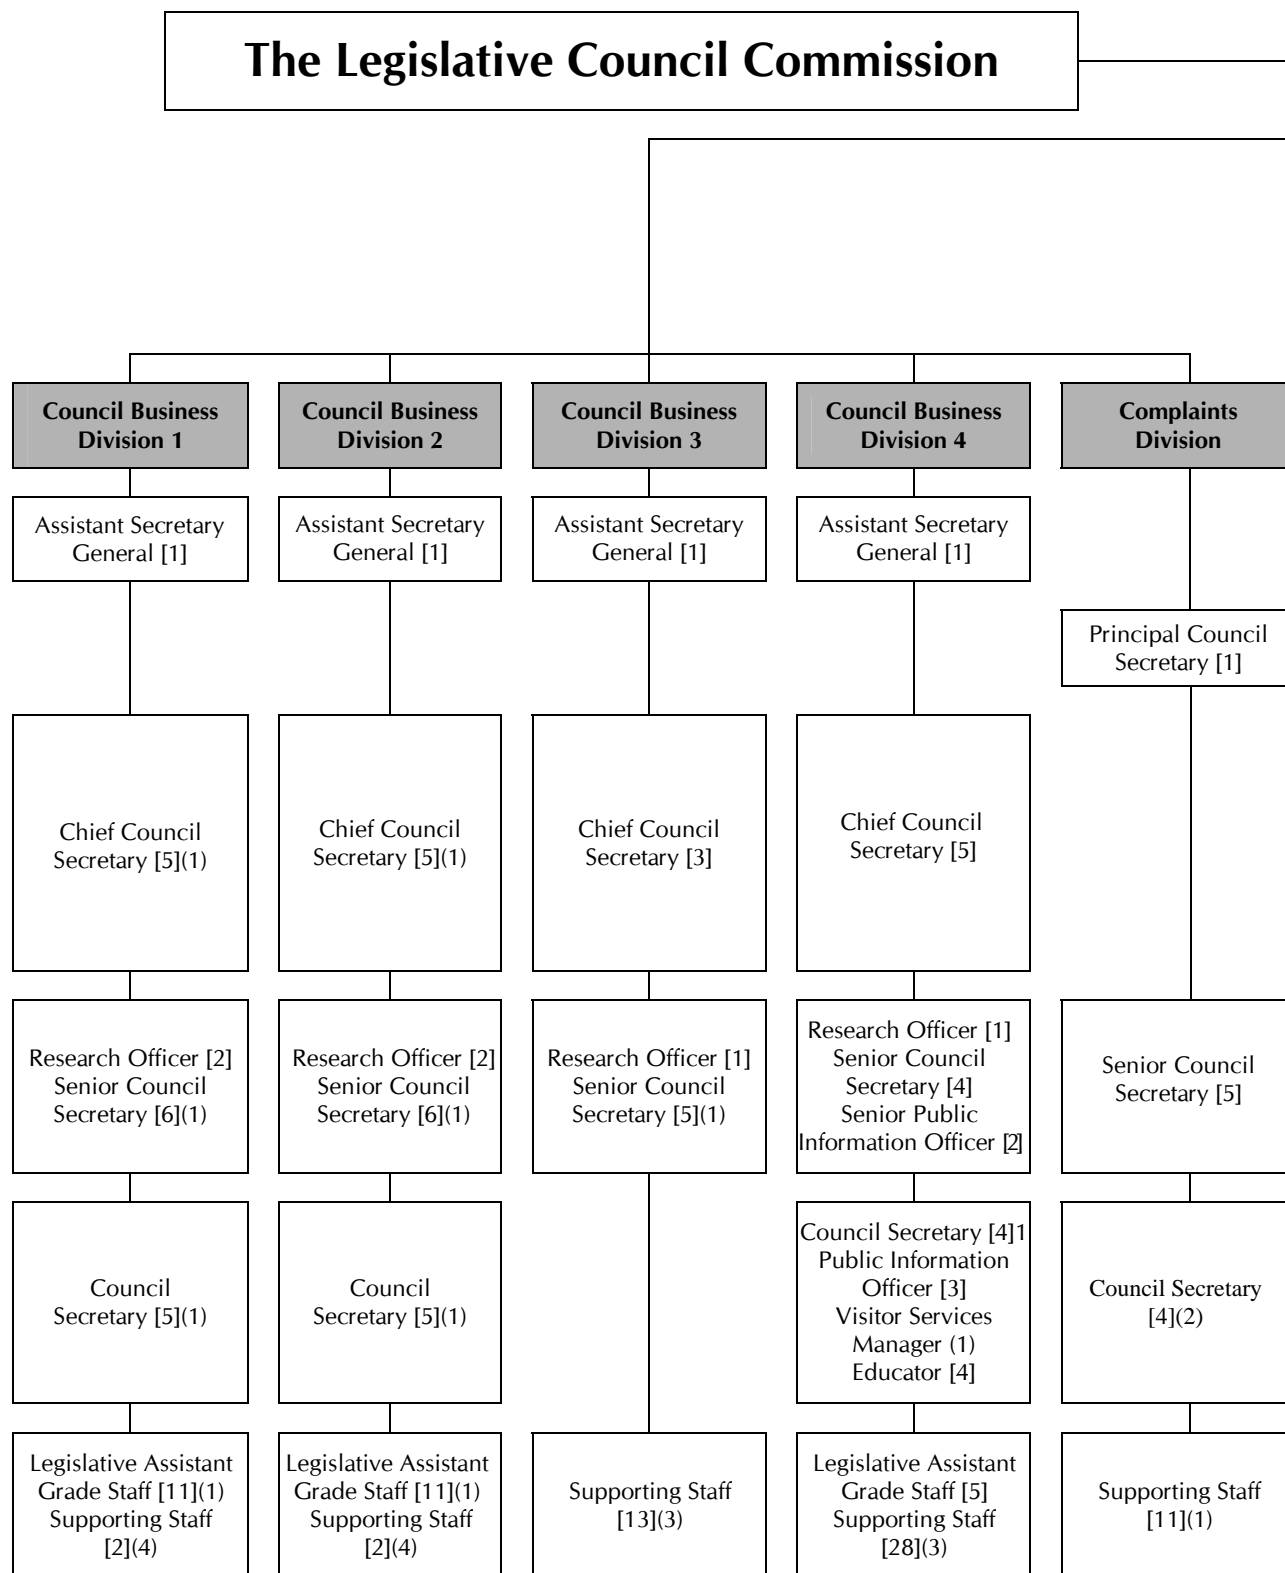 The Legislative Council Commission
Council Business
Division 1
Council Business
Division 2
Council Business
Division 3
Council Business
Division 4
Complaints
Division
Assistant Secretary
General [1]
Assistant Secretary
General [1]
Assistant Secretary
General [1]
Assistant Secretary
General [1]
Principal Council
Secretary [1]
Chief Council
Secretary [5](1)
Chief Council
Secretary [5](1)
Chief Council
Secretary [3]
Chief Council
Secretary [5]
Research Officer [2]
Senior Council
Secretary [6](1)
Research Officer [2]
Senior Council
Secretary [6](1)
Research Officer [1]
Senior Council
Secretary [5](1)
Research Officer [1]
Senior Council
Secretary [4]
Senior Public
Information Officer [2]
Senior Council
Secretary [5]
Council
Secretary [5](1)
Council
Secretary [5](1)
Council Secretary [4]1
Public Information
Officer [3]
Visitor Services
Manager (1)
Educator [4]
Council Secretary
[4](2)
Legislative Assistant
Grade Staff [11](1)
Supporting Staff
[2](4)
Legislative Assistant
Grade Staff [11](1)
Supporting Staff
[2](4)
Supporting Staff
[13](3)
Legislative Assistant
Grade Staff [5]
Supporting Staff
[28](3)
Supporting Staff
[11](1)